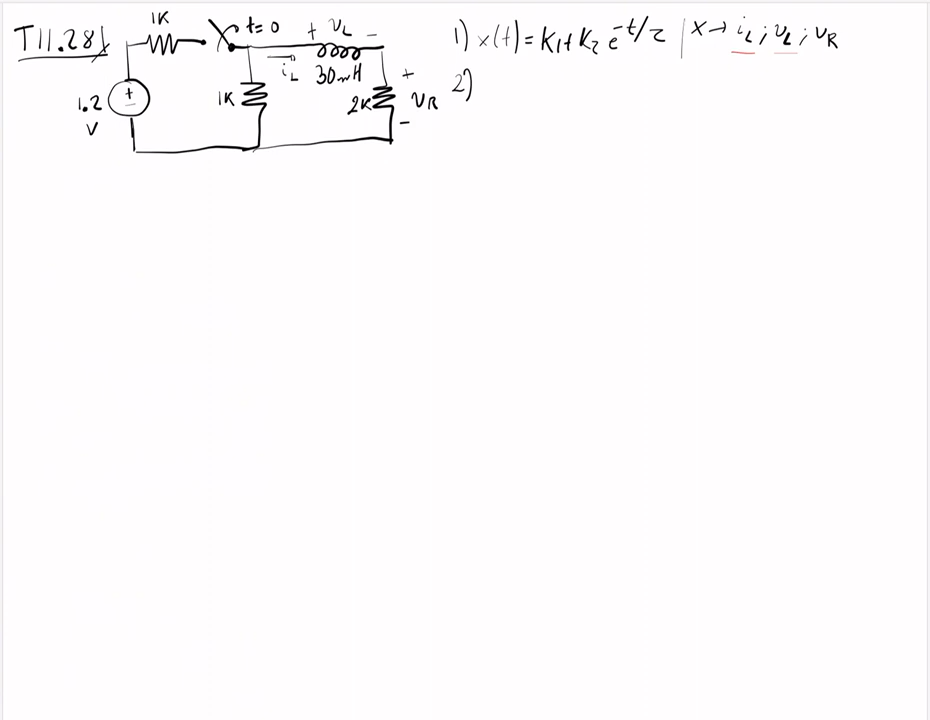 T11.28)
1K
t=0
+ VL -
iL
30mH
1.2
V
+
-
1K
2K
+
VR
-
1) x(t) = K1 + K2 e^-t/τ | x → iL ; VL ; VR
2)